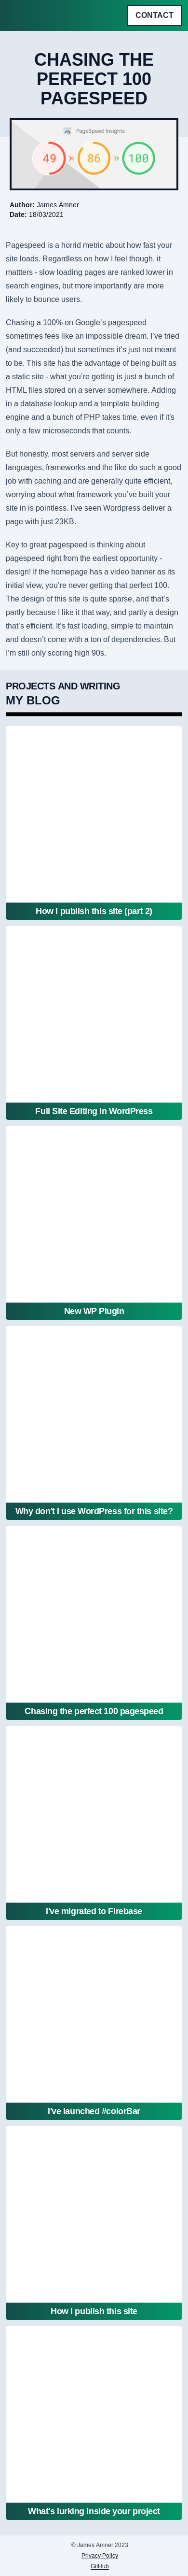 CONTACT
CHASING THE
PERFECT 100
PAGESPEED
PageSpeed Insights
49 » 86 » 100
Author: James Amner
Date: 18/03/2021
Pagespeed is a horrid metric about how fast your
site loads. Regardless on how I feel though, it
mattters - slow loading pages are ranked lower in
search engines, but more importantly are more
likely to bounce users.
Chasing a 100% on Google's pagespeed
sometimes fees like an impossible dream. I've tried
(and succeeded) but sometimes it's just not meant
to be. This site has the advantage of being built as
a static site - what you're getting is just a bunch of
HTML files stored on a server somewhere. Adding
in a database lookup and a template building
engine and a bunch of PHP takes time, even if it's
only a few microseconds that counts.
But honestly, most servers and server side
languages, frameworks and the like do such a good
job with caching and are generally quite efficient,
worrying about what framework you've built your
site in is pointless. I've seen Wordpress deliver a
page with just 23KB.
Key to great pagespeed is thinking about
pagespeed right from the earliest opportunity -
design! If the homepage has a video banner as its
initial view, you're never getting that perfect 100.
The design of this site is quite sparse, and that's
partly because I like it that way, and partly a design
that's efficient. It's fast loading, simple to maintain
and doesn't come with a ton of dependencies. But
I'm still only scoring high 90s.
PROJECTS AND WRITING
MY BLOG
How I publish this site (part 2)
Full Site Editing in WordPress
New WP Plugin
Why don't I use WordPress for this site?
Chasing the perfect 100 pagespeed
I've migrated to Firebase
I've launched #colorBar
How I publish this site
What's lurking inside your project
© James Amner 2023
Privacy Policy
GitHub